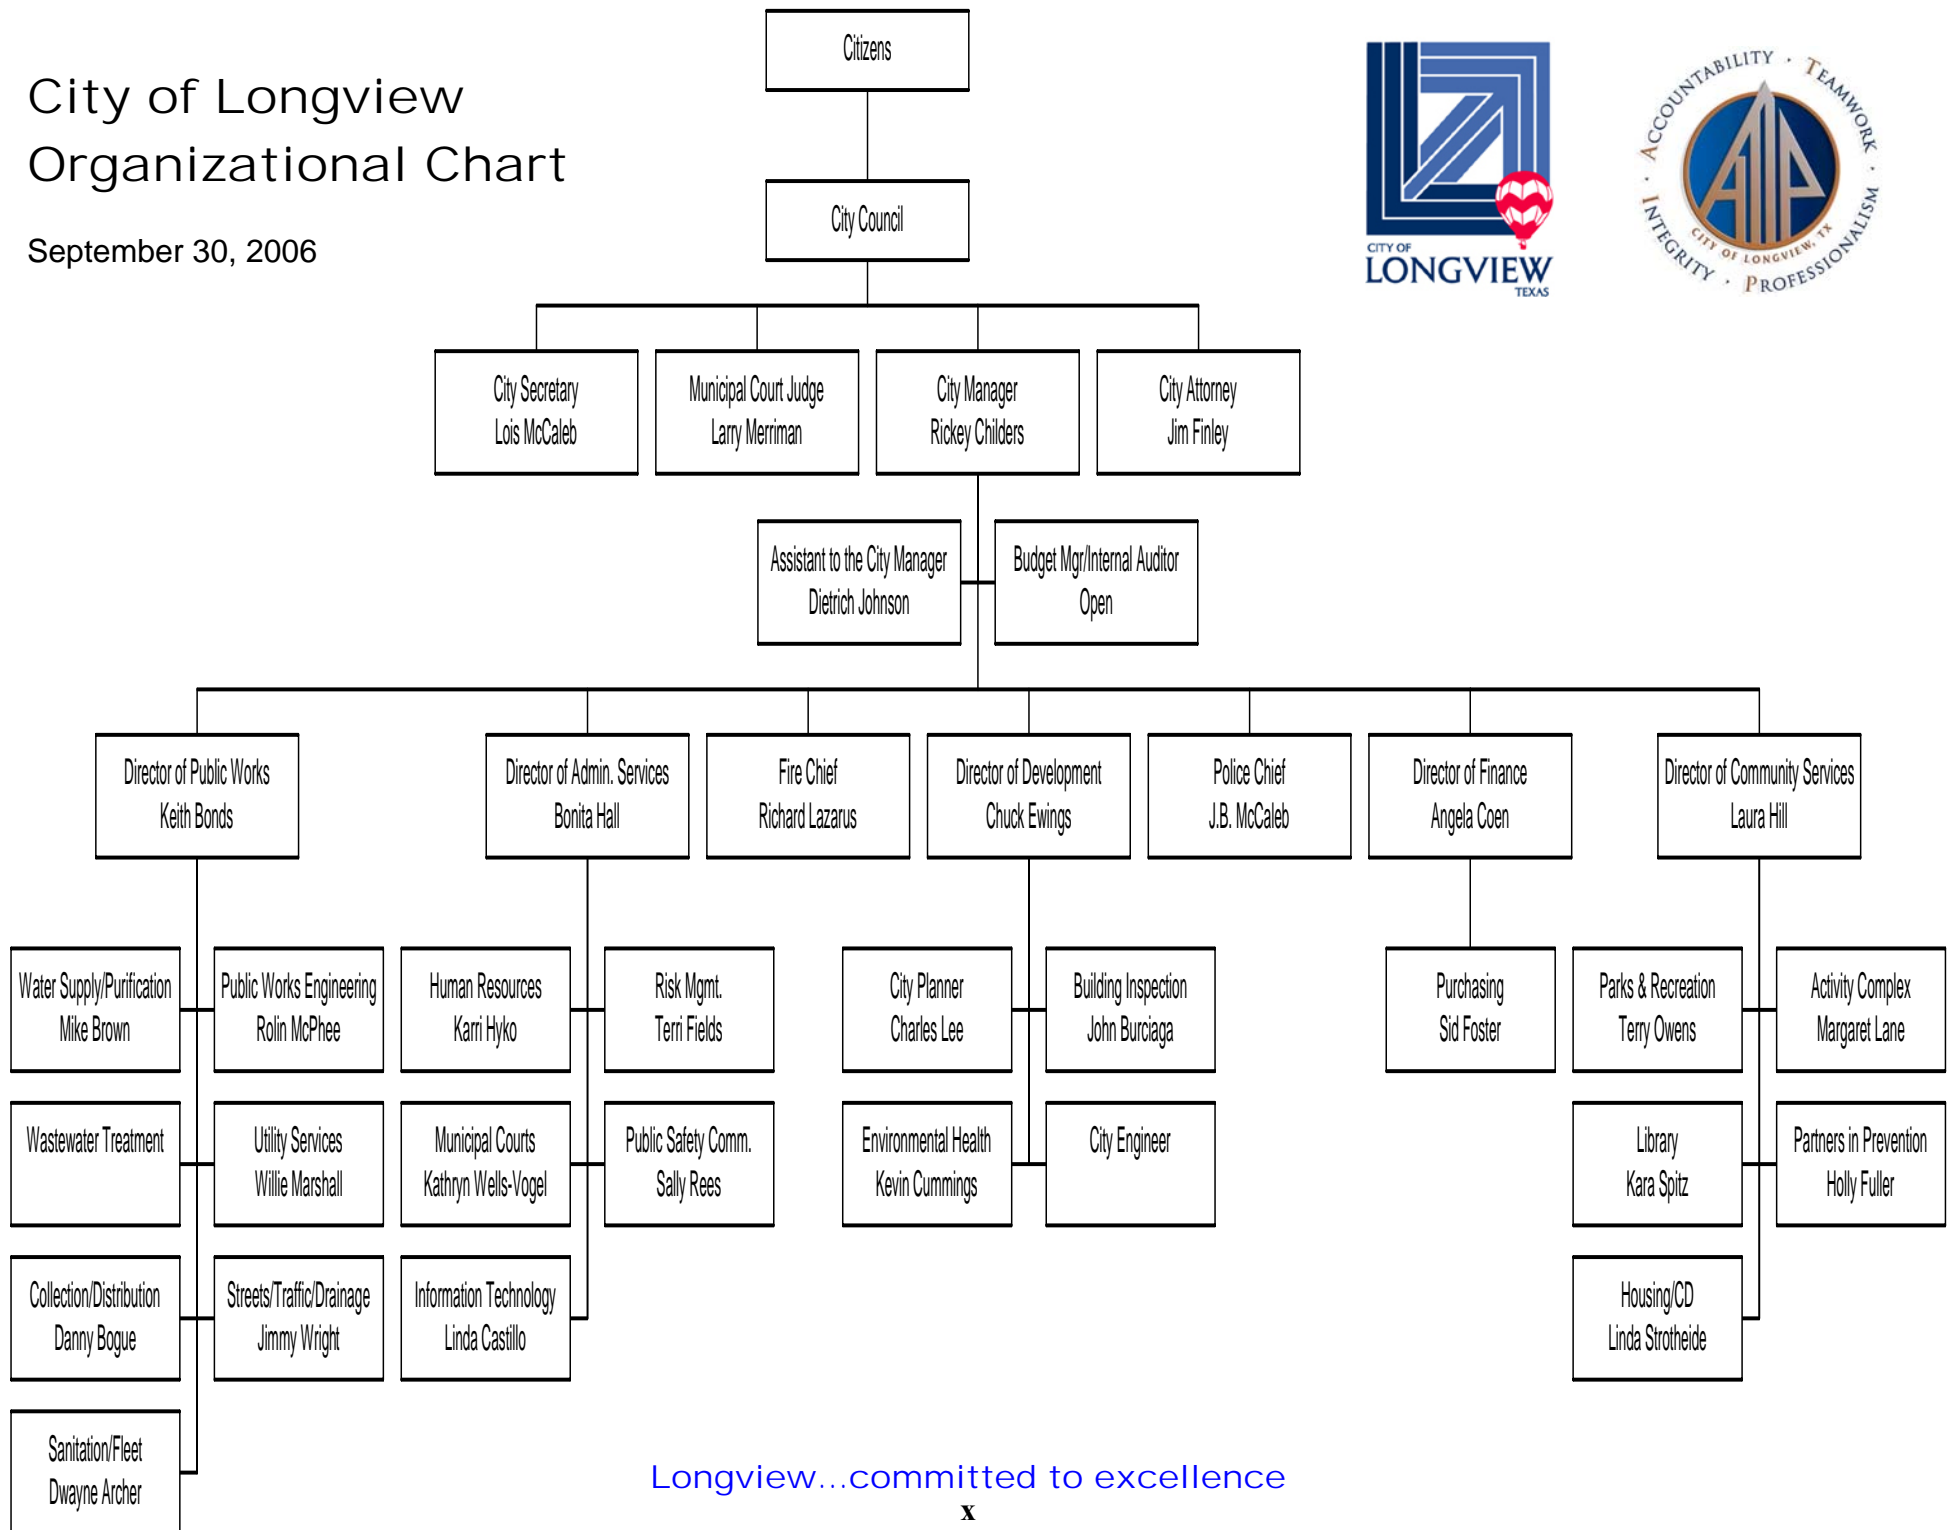 City of Longview
Organizational Chart
September 30, 2006
Citizens
City Council
CITY OF
LONGVIEW
TEXAS
ACCOUNTABILITY · TEAMWORK · PROFESSIONALISM · INTEGRITY ·
AITP
CITY OF LONGVIEW, TX
City Secretary
Lois McCaleb
Municipal Court Judge
Larry Merriman
City Manager
Rickey Childers
City Attorney
Jim Finley
Assistant to the City Manager
Dietrich Johnson
Budget Mgr/Internal Auditor
Open
Director of Public Works
Keith Bonds
Director of Admin. Services
Bonita Hall
Fire Chief
Richard Lazarus
Director of Development
Chuck Ewings
Police Chief
J.B. McCaleb
Director of Finance
Angela Coen
Director of Community Services
Laura Hill
Water Supply/Purification
Mike Brown
Public Works Engineering
Rolin McPhee
Human Resources
Karri Hyko
Risk Mgmt.
Terri Fields
City Planner
Charles Lee
Building Inspection
John Burciaga
Purchasing
Sid Foster
Parks & Recreation
Terry Owens
Activity Complex
Margaret Lane
Wastewater Treatment
Utility Services
Willie Marshall
Municipal Courts
Kathryn Wells-Vogel
Public Safety Comm.
Sally Rees
Environmental Health
Kevin Cummings
City Engineer
Library
Kara Spitz
Partners in Prevention
Holly Fuller
Collection/Distribution
Danny Bogue
Streets/Traffic/Drainage
Jimmy Wright
Information Technology
Linda Castillo
Housing/CD
Linda Strotheide
Sanitation/Fleet
Dwayne Archer
Longview...committed to excellence
x